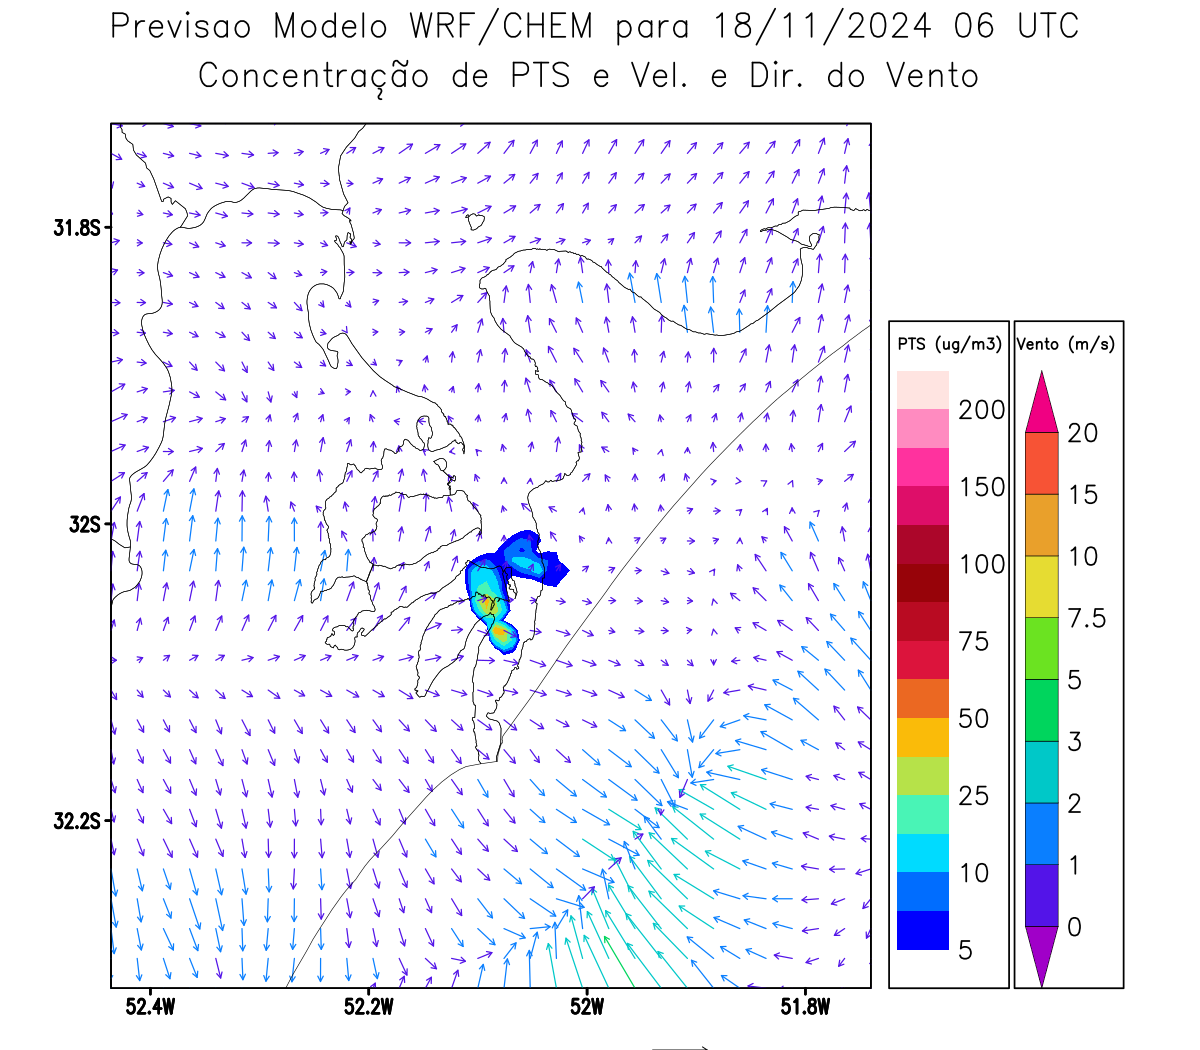 Previsao Modelo WRF/CHEM para 18/11/2024 06 UTC
Concentração de PTS e Vel. e Dir. do Vento
31.8S
32S
32.2S
52.4W
52.2W
52W
51.8W
PTS (ug/m3)
200
150
100
75
50
25
10
5
Vento (m/s)
20
15
10
7.5
5
3
2
1
0